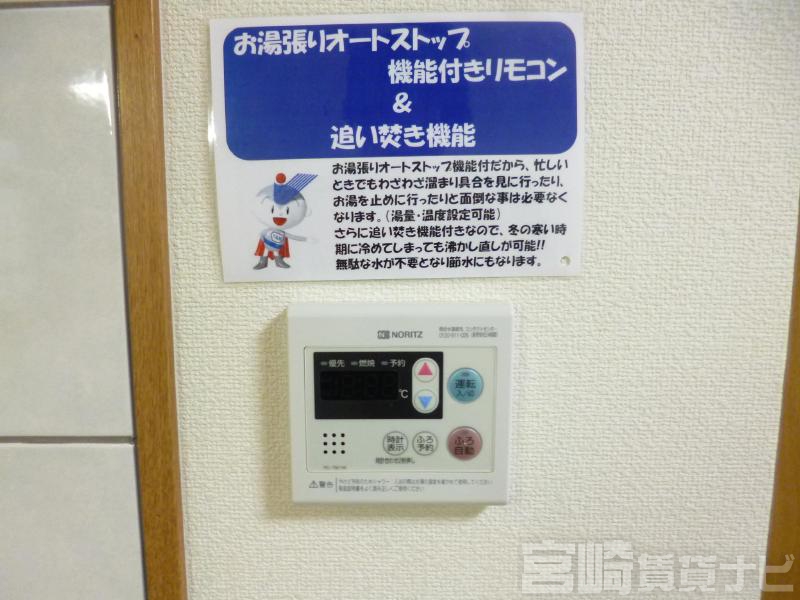 お湯張りオートストップ
機能付きリモコン
&
追い焚き機能
お湯張りオートストップ機能付だから、忙しい
ときでもわざわざ溜まり具合を見に行ったり、
お湯を止めに行ったりと面倒な事は必要なく
なります。(湯量・温度設定可能)
さらに追い焚き機能付きなので、冬の寒い時
期に冷めてしまっても沸かし直しが可能!!
無駄な水が不要となり節水にもなります。
NORITZ
優先 燃焼 予約
℃
運転
入/切
時計
表示
ふろ
予約
ふろ
自動
警告
宮崎賃貸ナビ